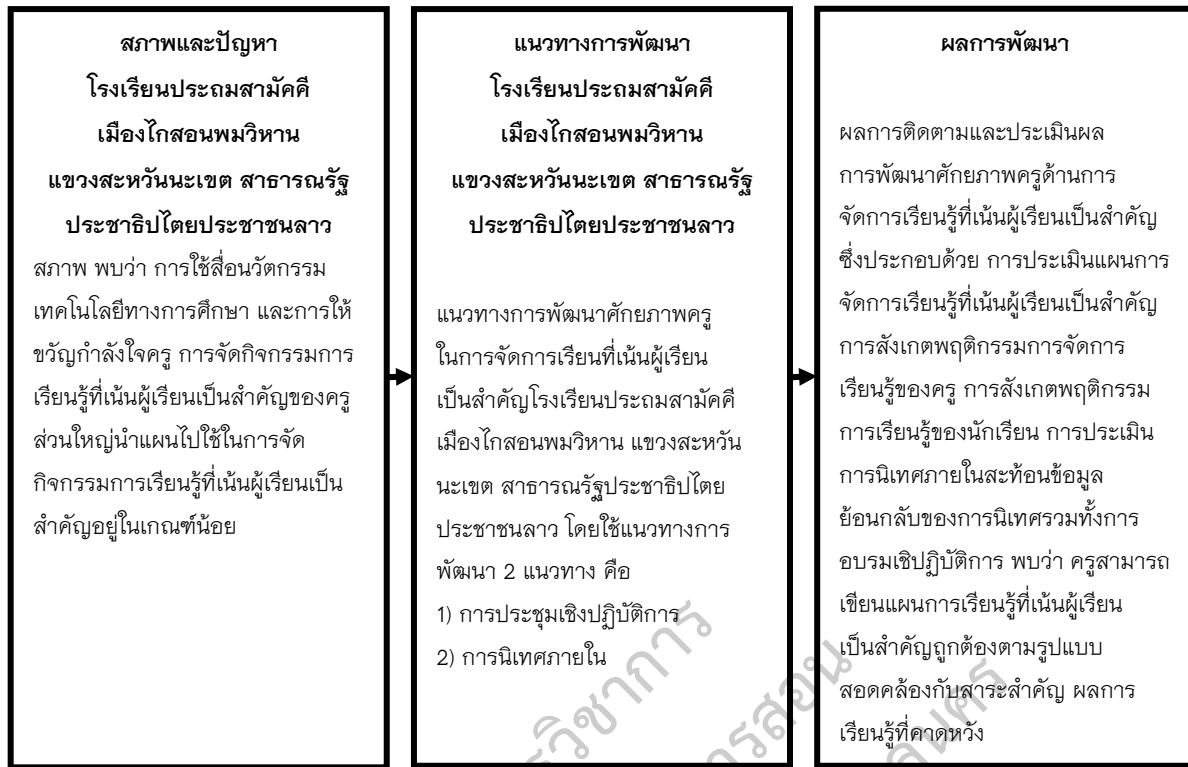 สภาพและปัญหา
โรงเรียนประถมสามัคคี
เมืองไกสอนพมวิหาน
แขวงสะหวันนะเขต สาธารณรัฐ
ประชาธิปไตยประชาชนลาว
สภาพ พบว่า การใช้สื่อนวัตกรรม
เทคโนโลยีทางการศึกษา และการให้
ขวัญกำลังใจครู การจัดกิจกรรมการ
เรียนรู้ที่เน้นผู้เรียนเป็นสำคัญของครู
ส่วนใหญ่นำแผนไปใช้ในการจัด
กิจกรรมการเรียนรู้ที่เน้นผู้เรียนเป็น
สำคัญอยู่ในเกณฑ์น้อย
แนวทางการพัฒนา
โรงเรียนประถมสามัคคี
เมืองไกสอนพมวิหาน
แขวงสะหวันนะเขต สาธารณรัฐ
ประชาธิปไตยประชาชนลาว
แนวทางการพัฒนาศักยภาพครู
ในการจัดการเรียนที่เน้นผู้เรียน
เป็นสำคัญโรงเรียนประถมสามัคคี
เมืองไกสอนพมวิหาน แขวงสะหวัน
นะเขต สาธารณรัฐประชาธิปไตย
ประชาชนลาว โดยใช้แนวทางการ
พัฒนา 2 แนวทาง คือ
1) การประชุมเชิงปฏิบัติการ
2) การนิเทศภายใน
ผลการพัฒนา
ผลการติดตามและประเมินผล
การพัฒนาศักยภาพครูด้านการ
จัดการเรียนรู้ที่เน้นผู้เรียนเป็นสำคัญ
ซึ่งประกอบด้วย การประเมินแผนการ
จัดการเรียนรู้ที่เน้นผู้เรียนเป็นสำคัญ
การสังเกตพฤติกรรมการจัดการ
เรียนรู้ของครู การสังเกตพฤติกรรม
การเรียนรู้ของนักเรียน การประเมิน
การนิเทศภายในสะท้อนข้อมูล
ย้อนกลับของการนิเทศรวมทั้งการ
อบรมเชิปฏิบัติการ พบว่า ครูสามารถ
เขียนแผนการเรียนรู้ที่เน้นผู้เรียน
เป็นสำคัญถูกต้องตามรูปแบบ
สอดคล้องกับสาระสำคัญ ผลการ
เรียนรู้ที่คาดหวัง